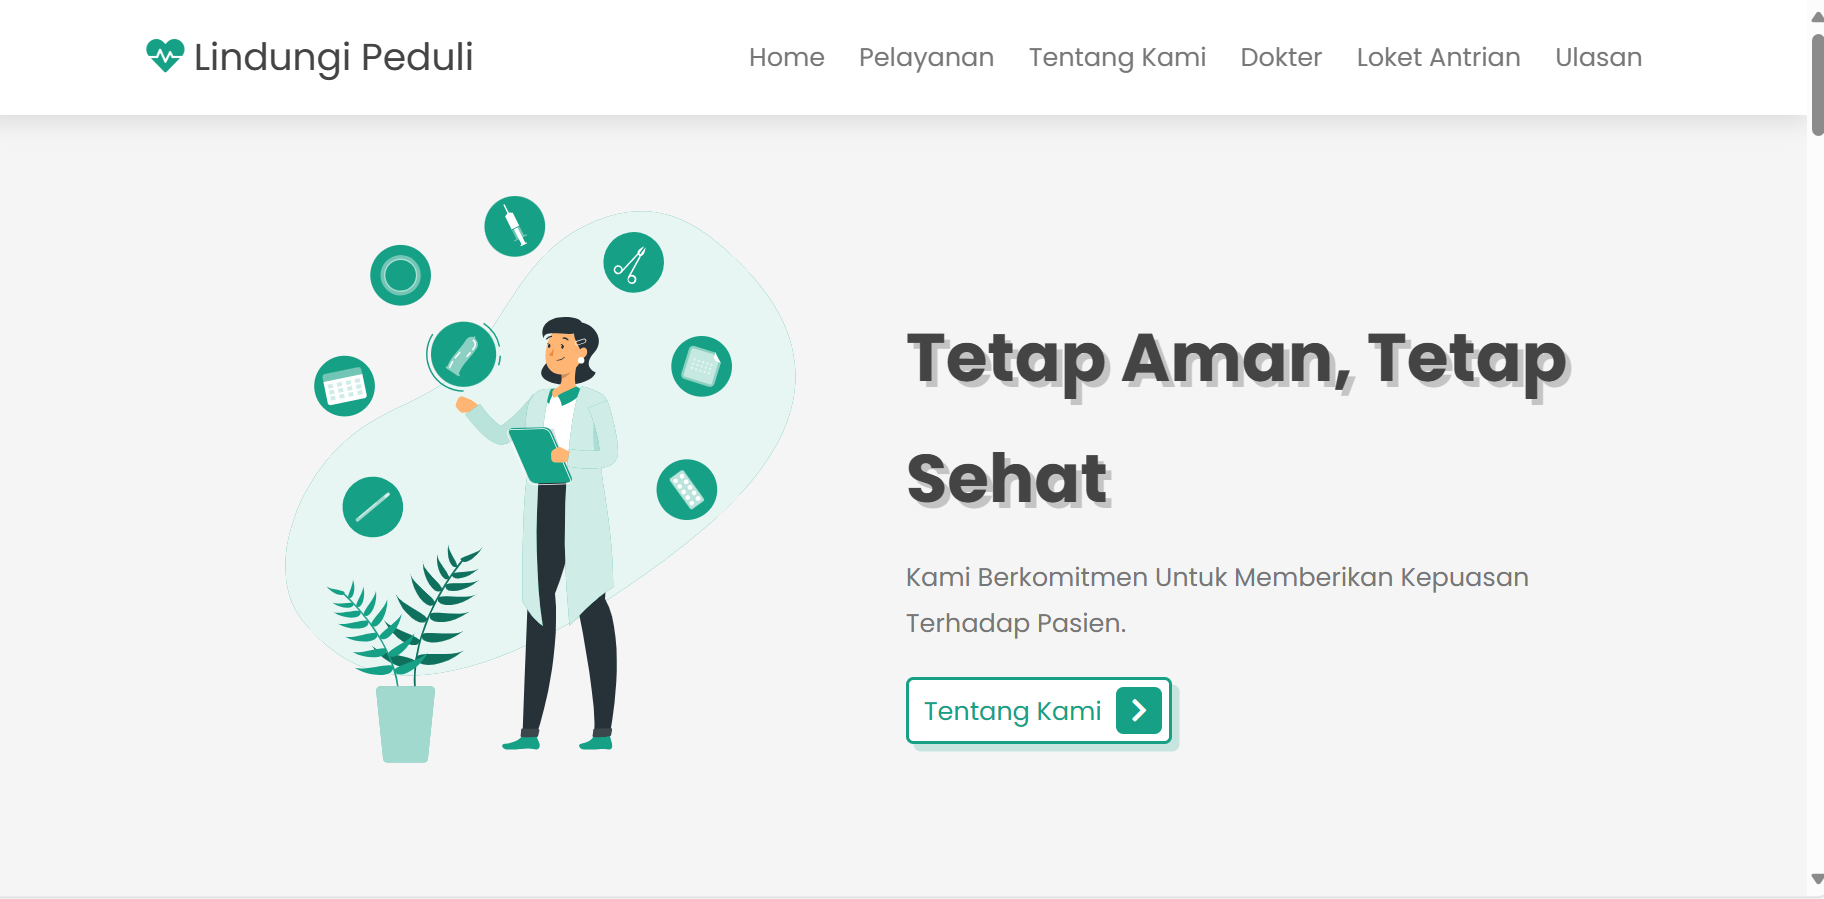 Lindungi Peduli
Home Pelayanan Tentang Kami Dokter Loket Antrian Ulasan
Tetap Aman, Tetap
Sehat
Kami Berkomitmen Untuk Memberikan Kepuasan
Terhadap Pasien.
Tentang Kami